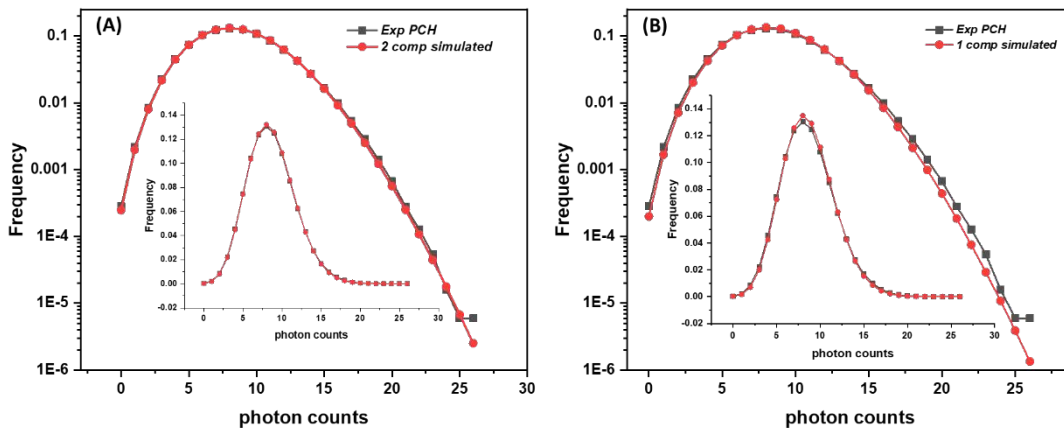 (A)
Exp PCH
2 comp simulated
0.1
0.01
0.001
1E-4
1E-5
1E-6
Frequency
0 5 10 15 20 25 30
photon counts
0.14
0.12
0.10
0.08
0.06
0.04
0.02
0.00
-0.02
Frequency
0 5 10 15 20 25 30
photon counts
(B)
Exp PCH
1 comp simulated
0.1
0.01
0.001
1E-4
1E-5
1E-6
Frequency
0 5 10 15 20 25
photon counts
0.14
0.12
0.10
0.08
0.06
0.04
0.02
0.00
-0.02
Frequency
0 5 10 15 20 25 30
photon counts